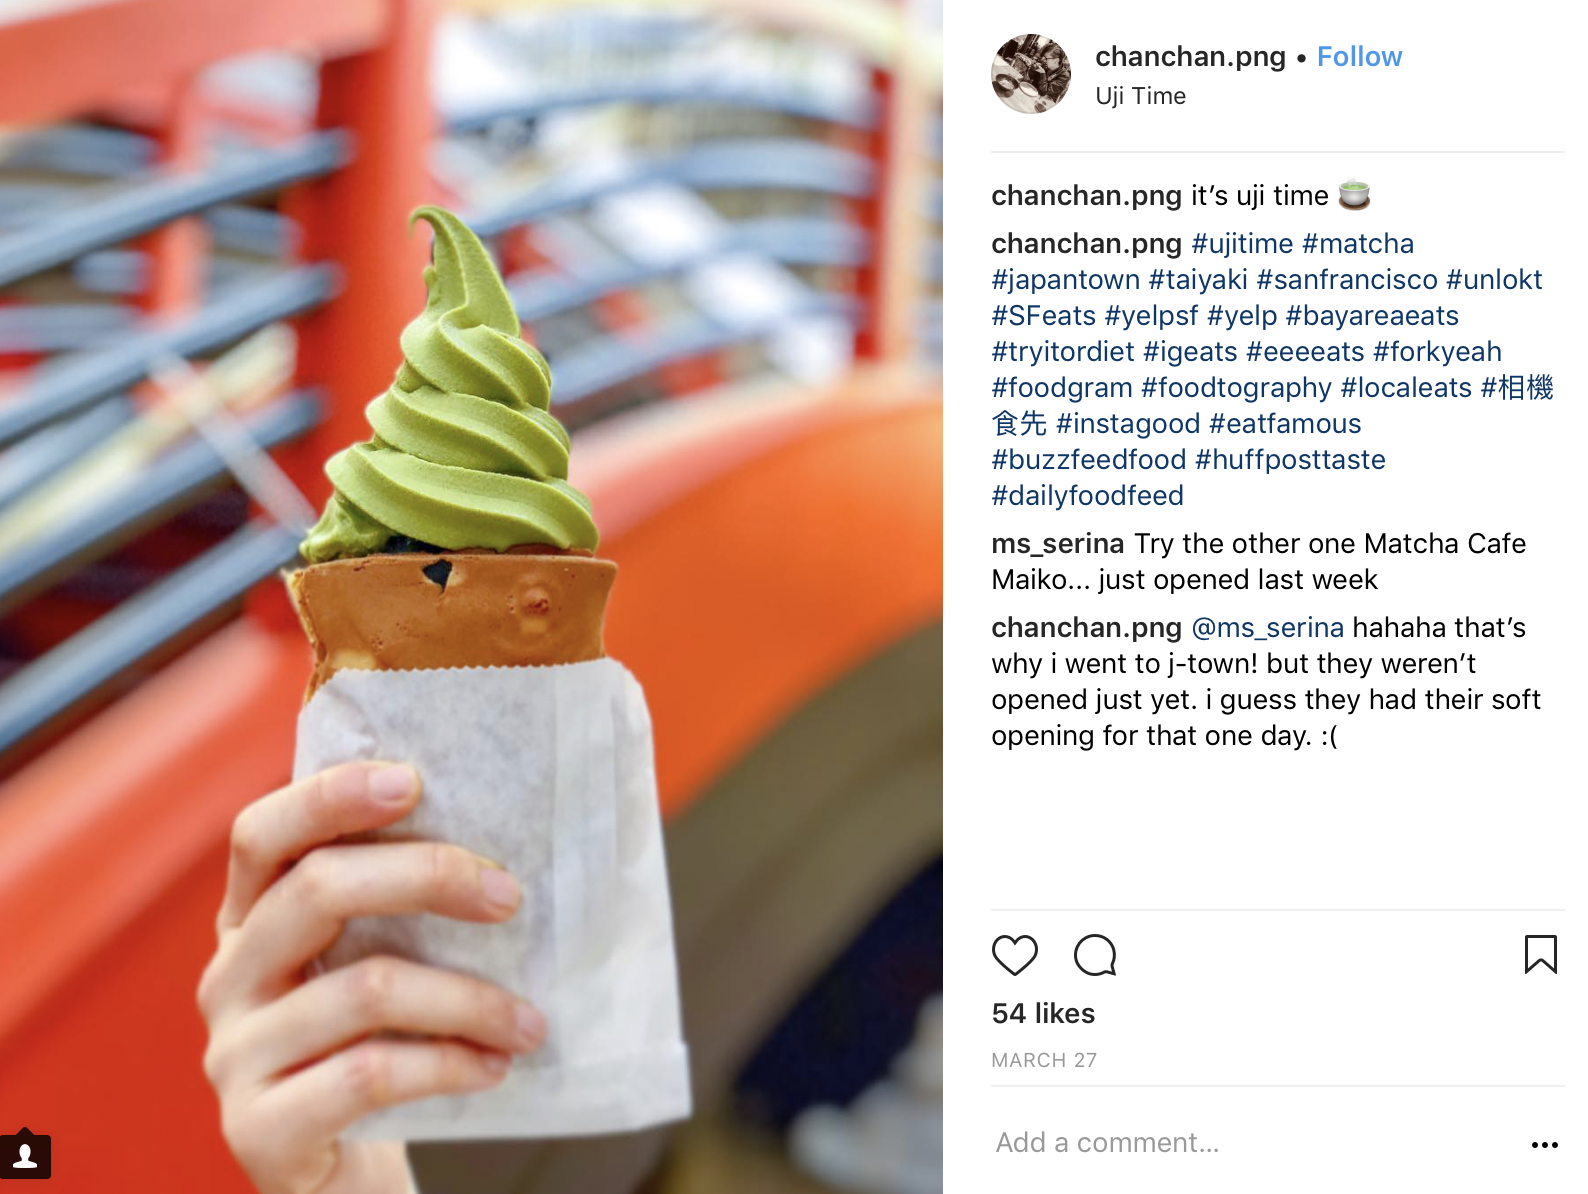 chanchan.png • Follow
Uji Time
chanchan.png it’s uji time 🍵
chanchan.png #ujitime #matcha
#japantown #taiyaki #sanfrancisco #unlokt
#SFeats #yelpsf #yelp #bayareaeats
#tryitordiet #igeats #eeeeats #forkyeah
#foodgram #foodtography #localeats #相機
食先 #instagood #eatfamous
#buzzfeedfood #huffposttaste
#dailyfoodfeed
ms_serina Try the other one Matcha Cafe
Maiko... just opened last week
chanchan.png @ms_serina hahaha that’s
why i went to j-town! but they weren’t
opened just yet. i guess they had their soft
opening for that one day. :(
54 likes
MARCH 27
Add a comment...